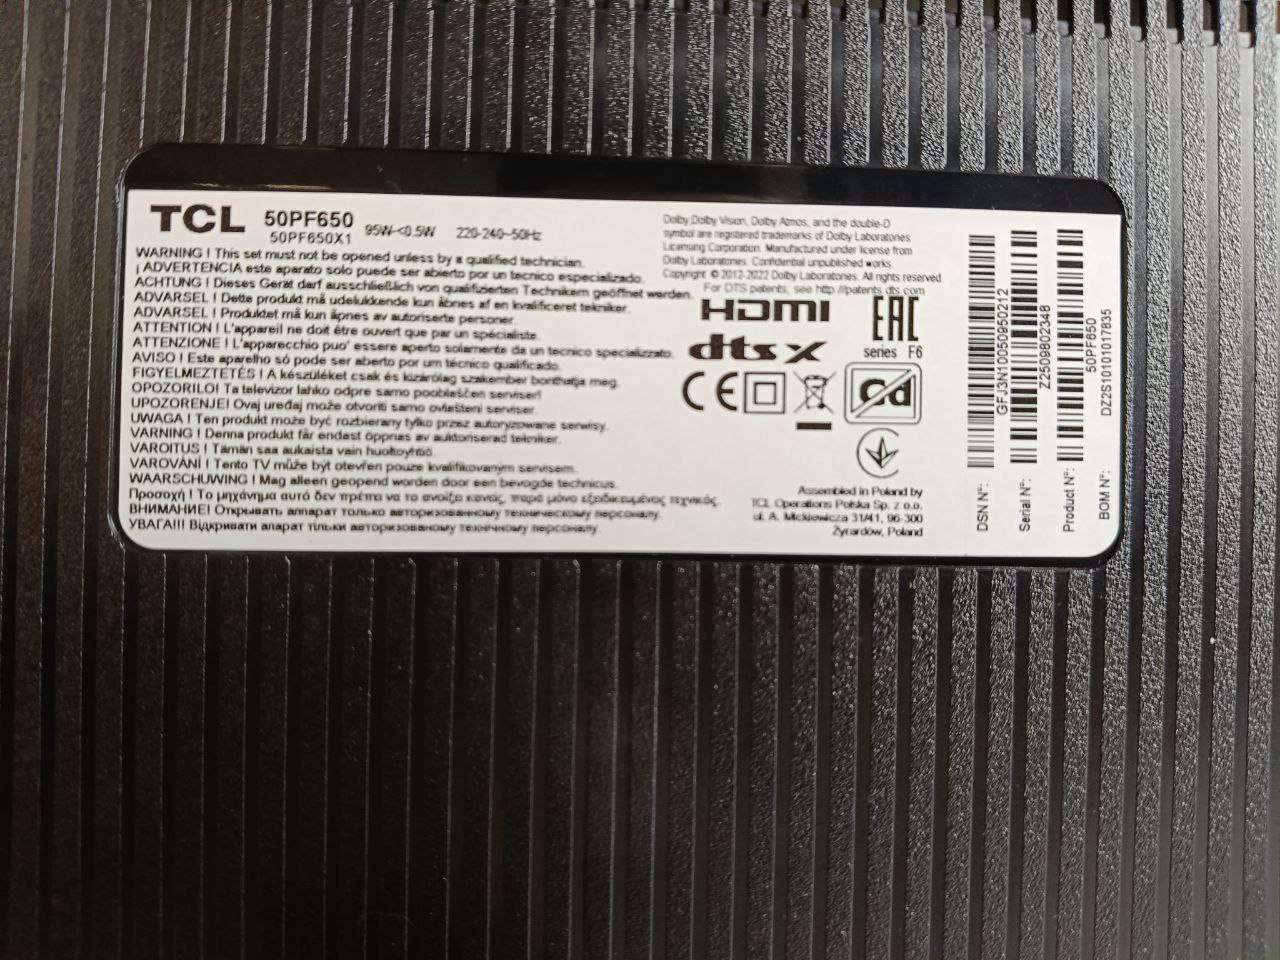 TCL 50PF650
50PF650X1 95W-<0.5W 220-240~50Hz
WARNING ! This set must not be opened unless by a qualified technician.
¡ ADVERTENCIA este aparato solo puede ser abierto por un tecnico especializado.
ACHTUNG ! Dieses Gerät darf ausschließlich von qualifizierten Technikern geöffnet werden.
ADVARSEL ! Dette produkt må udelukkende kun åbnes af en kvalificeret tekniker.
ADVARSEL ! Produktet må kun åpnes av autoriserte personer
ATTENTION ! L'appareil ne doit être ouvert que par un spécialiste.
ATTENZIONE ! L'apparecchio puo' essere aperto solamente da un tecnico specializzato.
AVISO ! Este aparelho só pode ser aberto por um técnico qualificado.
FIGYELMEZTETÉS ! A készüléket csak és kizárólag szakember bonthatja meg.
OPOZORILO! Ta televizor lahko odpre samo pooblaščen serviser!
UPOZORENJE! Ovaj uređaj može otvoriti samo ovlašteni serviser.
UWAGA ! Ten produkt może być rozbierany tylko przez autoryzowane serwisy.
VARNING ! Denna produkt får endast öppnas av auktoriserad tekniker.
VAROITUS ! Tämän saa aukaista vain huoltoyhtiö.
VAROVÁNÍ ! Tento TV může být otevřen pouze kvalifikovaným servisem.
WAARSCHUWING ! Mag alleen geopend worden door een bevoegde technicus.
Προσοχή ! Το μηχάνημα αυτό δεν πρέπει να το ανοίξει κανείς, παρά μόνο εξειδικευμένος τεχνικός.
ВНИМАНИЕ! Открывать аппарат только авторизованному техническому персоналу.
УВАГА!!! Відкривати апарат тільки авторизованому технічному персоналу.
Dolby,Dolby Vision, Dolby Atmos, and the double-D
symbol are registered trademarks of Dolby Laboratories
Licensing Corporation. Manufactured under license from
Dolby Laboratories. Confidential unpublished works.
Copyright © 2012-2022 Dolby Laboratories. All rights reserved
For DTS patents, see http://patents.dts.com
HDMI EAC
dts X series F6
CE Cd
Assembled in Poland by
TCL Operations Polska Sp. z o.o.
ul. A. Mickiewicza 31/41, 96-300
Żyrardów, Poland
DSN N°: GFJ3N1005095O212
Serial N°: Z2509802348
Product N°: 50PF650
BOM N°: DZ2S10101017835